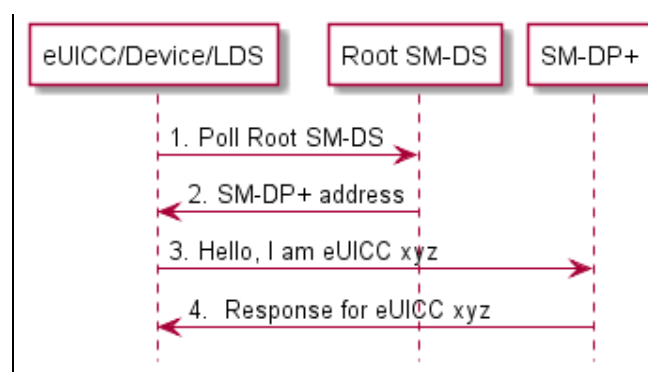 eUICC/Device/LDS
Root SM-DS
SM-DP+
1. Poll Root SM-DS
2. SM-DP+ address
3. Hello, I am eUICC xyz
4. Response for eUICC xyz